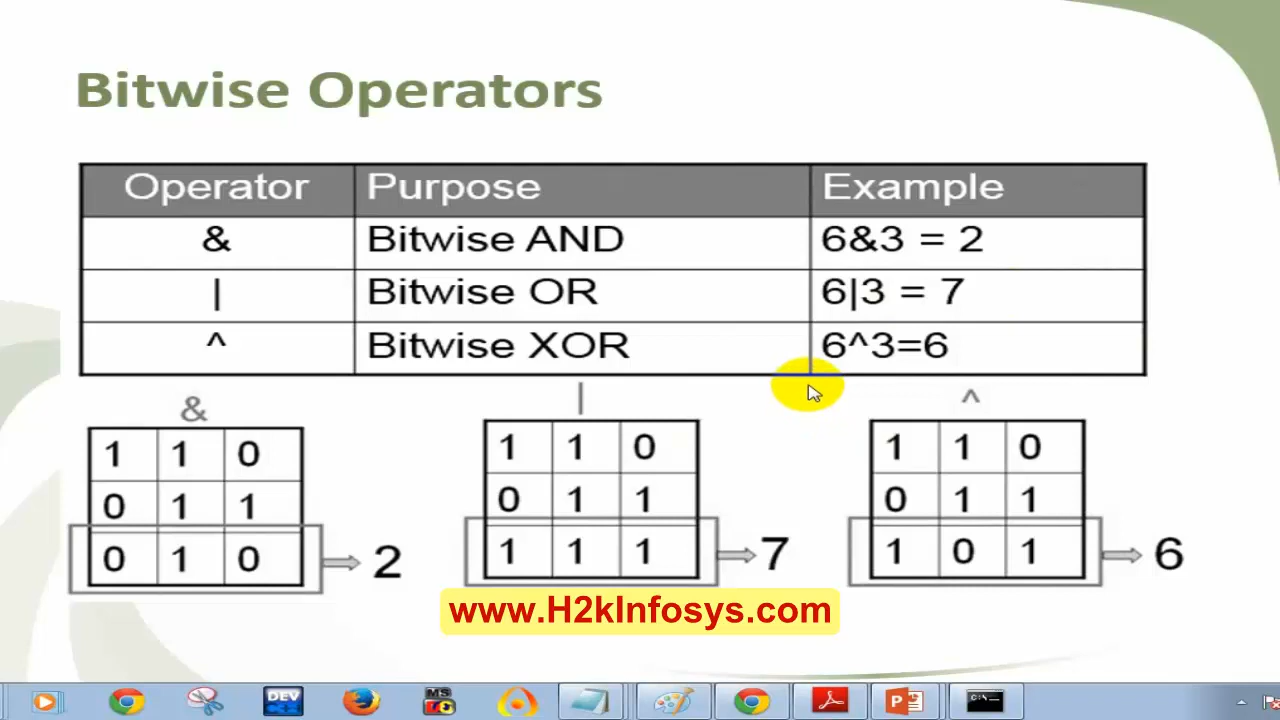 Bitwise Operators
Operator Purpose Example
& Bitwise AND 6&3 = 2
| Bitwise OR 6|3 = 7
^ Bitwise XOR 6^3=6
& | ^
1 1 0 1 1 0 1 1 0
0 1 1 0 1 1 0 1 1
0 1 0 2 1 1 1 7 1 0 1 6
www.H2kInfosys.com
DEV
MS